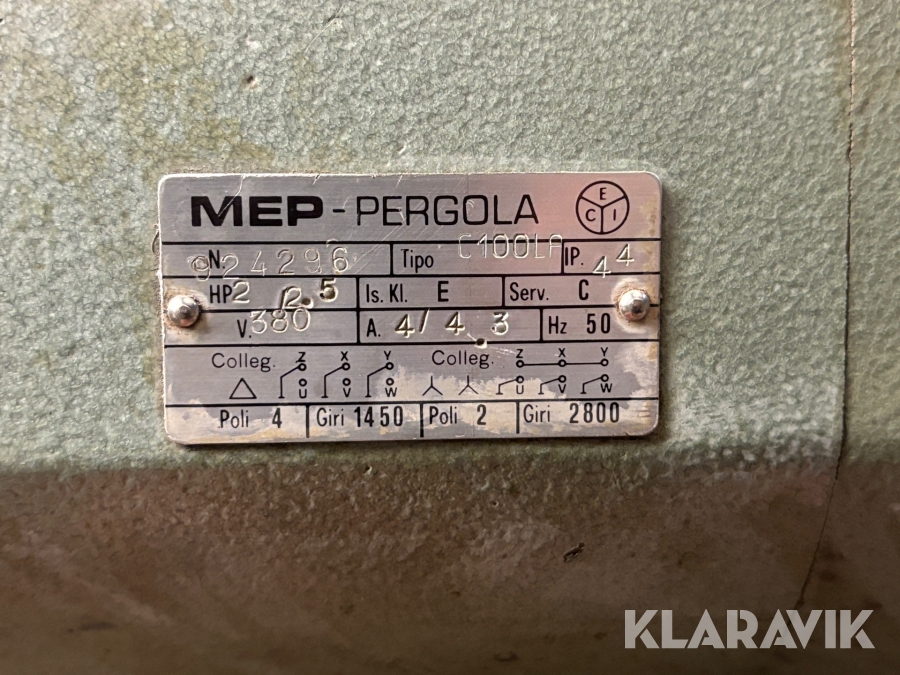 MEP - PERGOLA
E
C I
N. 924296 Tipo C100LA IP. 44
HP 2 / 2.5 Is. Kl. E Serv. C
V. 380 A. 4/4.3 Hz 50
Colleg. Z X Y Colleg. Z X Y
U V W U V W
Poli 4 Giri 1450 Poli 2 Giri 2800
KLARAVIK